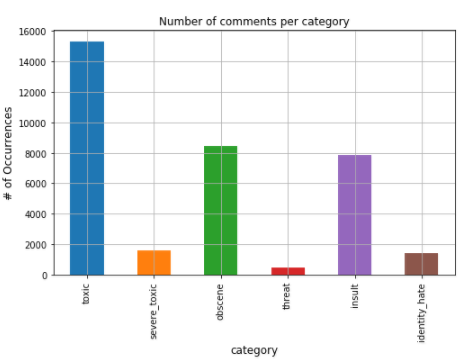 Number of comments per category
16000
14000
12000
10000
8000
6000
4000
2000
0
# of Occurrences
toxic
severe_toxic
obscene
threat
insult
identity_hate
category